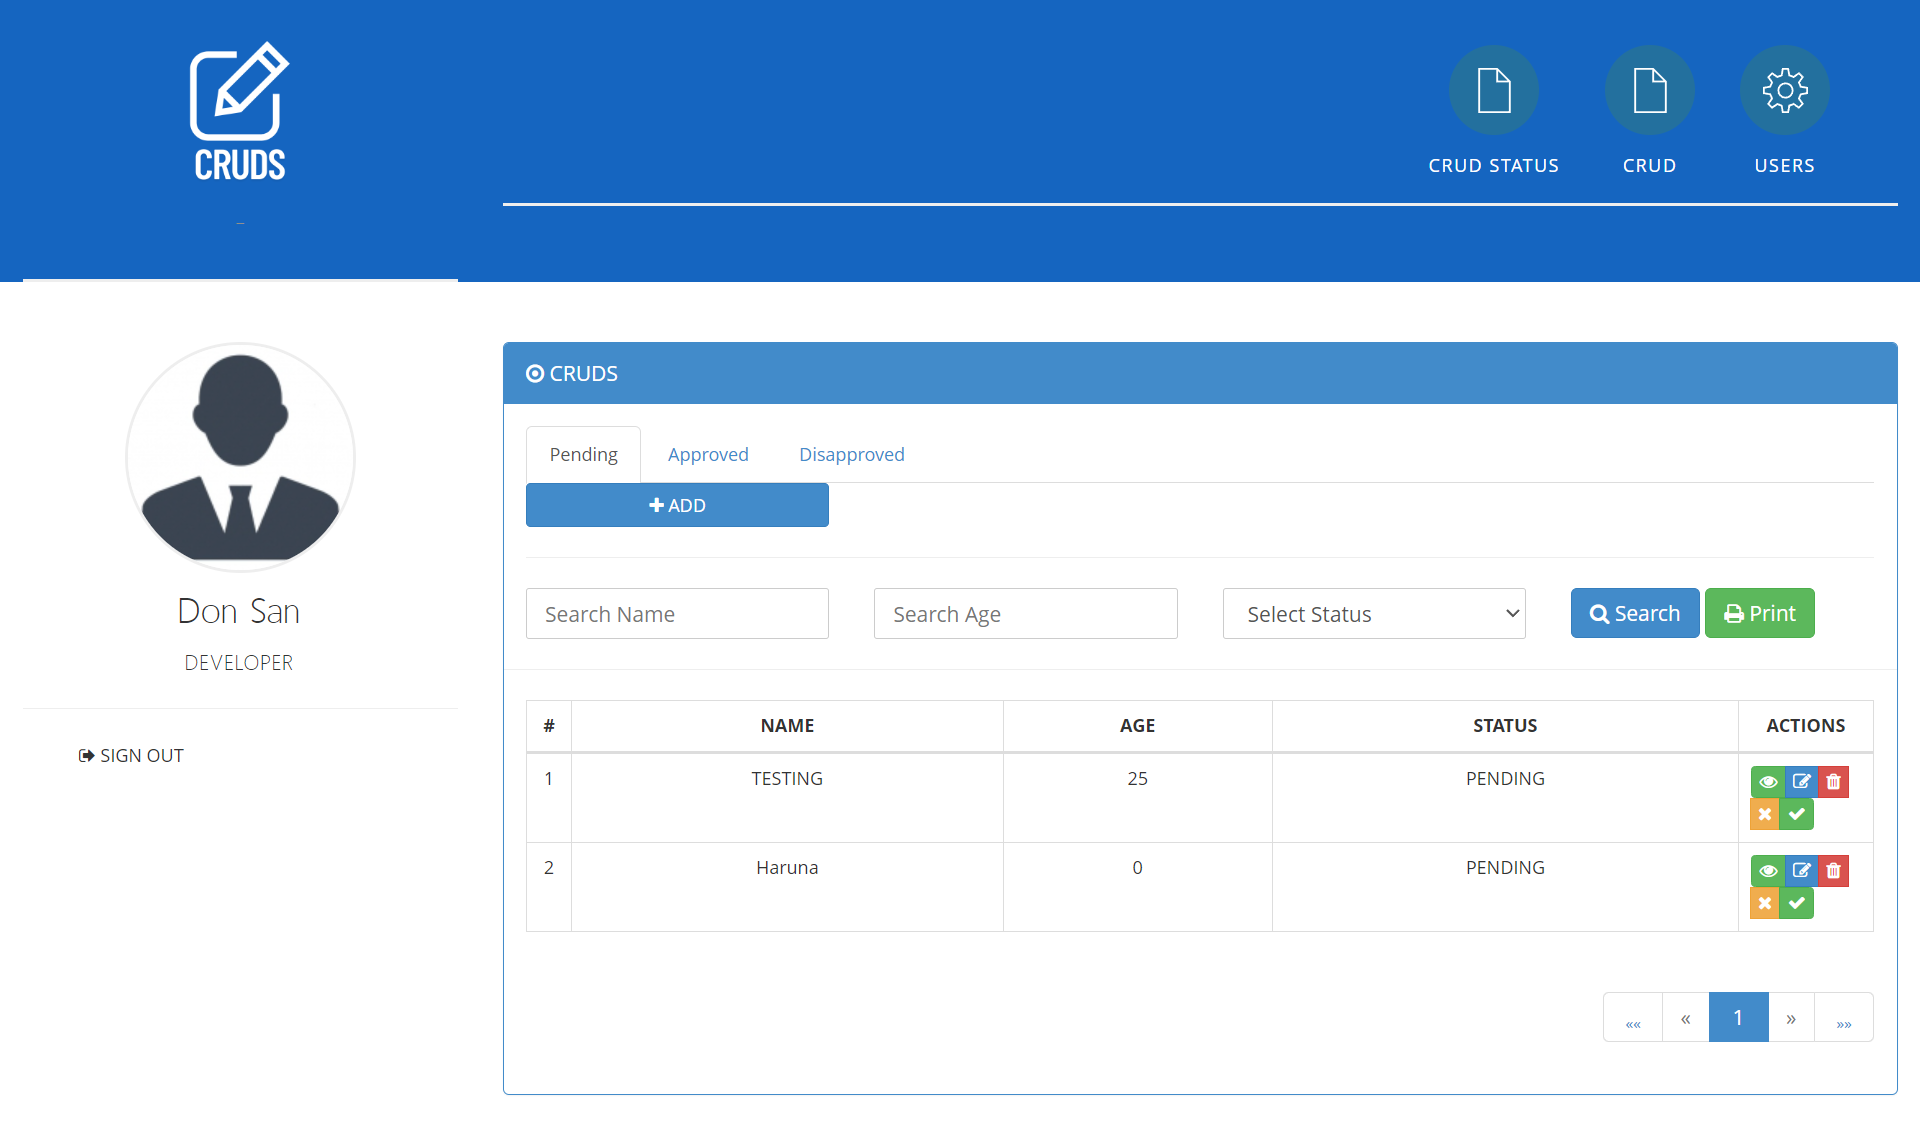 CRUDS
CRUD STATUS
CRUD
USERS
Don San
DEVELOPER
SIGN OUT
CRUDS
Pending
Approved
Disapproved
ADD
Search Name
Search Age
Select Status
Search
Print
# NAME AGE STATUS ACTIONS
1 TESTING 25 PENDING
2 Haruna 0 PENDING
«« « 1 » »»